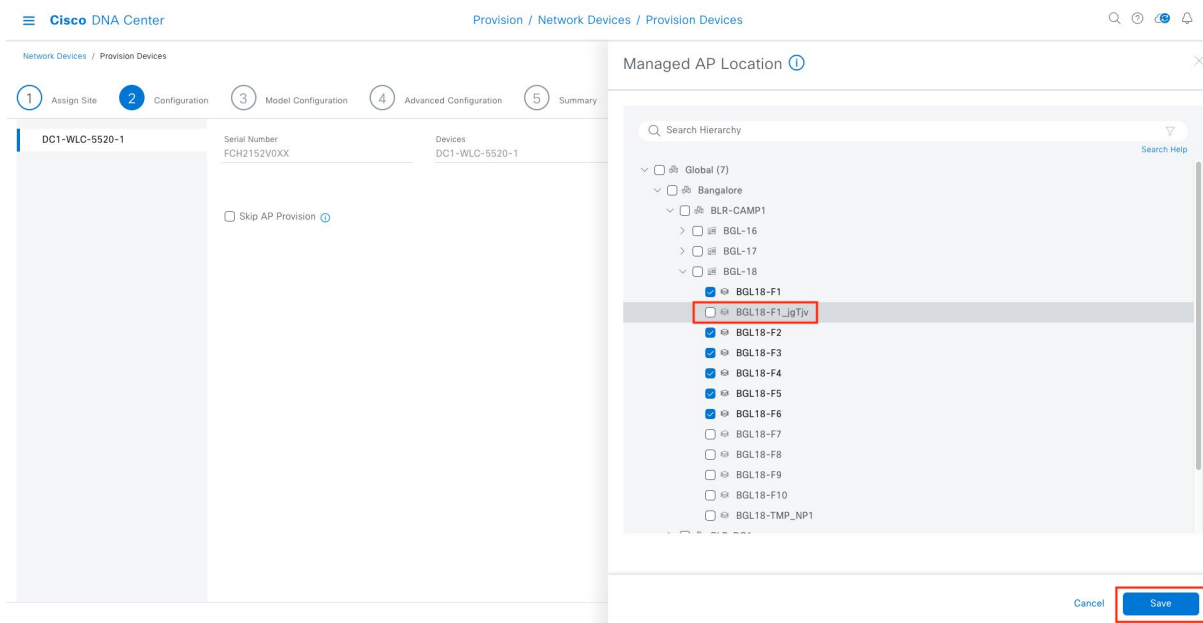 Cisco DNA Center
Provision / Network Devices / Provision Devices
Network Devices / Provision Devices
1 Assign Site
2 Configuration
3 Model Configuration
4 Advanced Configuration
5 Summary
DC1-WLC-5520-1
Serial Number
FCH2152V0XX
Devices
DC1-WLC-5520-1
Skip AP Provision
Managed AP Location
Search Hierarchy
Search Help
Global (7)
Bangalore
BLR-CAMP1
BGL-16
BGL-17
BGL-18
BGL18-F1
BGL18-F1_jgTjv
BGL18-F2
BGL18-F3
BGL18-F4
BGL18-F5
BGL18-F6
BGL18-F7
BGL18-F8
BGL18-F9
BGL18-F10
BGL18-TMP_NP1
Cancel
Save